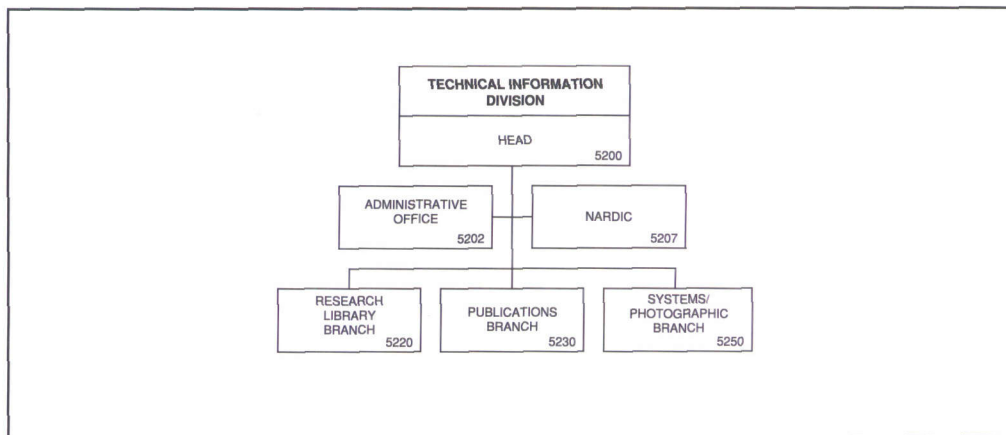 TECHNICAL INFORMATION
DIVISION
HEAD
5200
ADMINISTRATIVE
OFFICE
5202
NARDIC
5207
RESEARCH
LIBRARY
BRANCH
5220
PUBLICATIONS
BRANCH
5230
SYSTEMS/
PHOTOGRAPHIC
BRANCH
5250